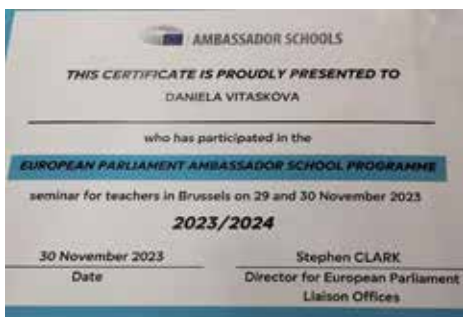 AMBASSADOR SCHOOLS
THIS CERTIFICATE IS PROUDLY PRESENTED TO
DANIELA VITASKOVA
who has participated in the
EUROPEAN PARLIAMENT AMBASSADOR SCHOOL PROGRAMME
seminar for teachers in Brussels on 29 and 30 November 2023
2023/2024
30 November 2023 Stephen CLARK
Date Director for European Parliament
Liaison Offices